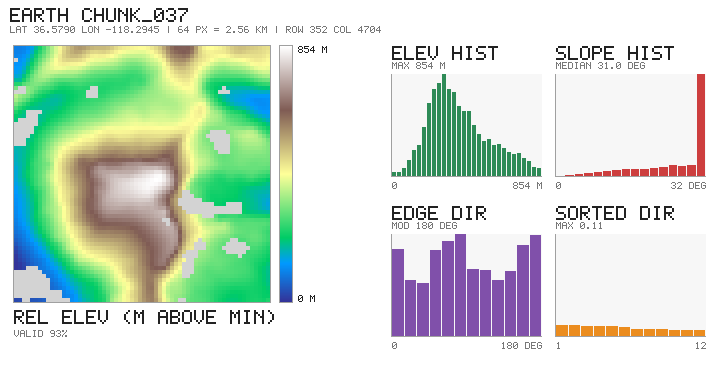 EARTH CHUNK_037
LAT 36.5790 LON -118.2945 | 64 PX = 2.56 KM | ROW 352 COL 4704
854 M
0 M
REL ELEV (M ABOVE MIN)
VALID 93%
ELEV HIST
MAX 854 M
0 854 M
SLOPE HIST
MEDIAN 31.0 DEG
0 32 DEG
EDGE DIR
MOD 180 DEG
0 180 DEG
SORTED DIR
MAX 0.11
1 12